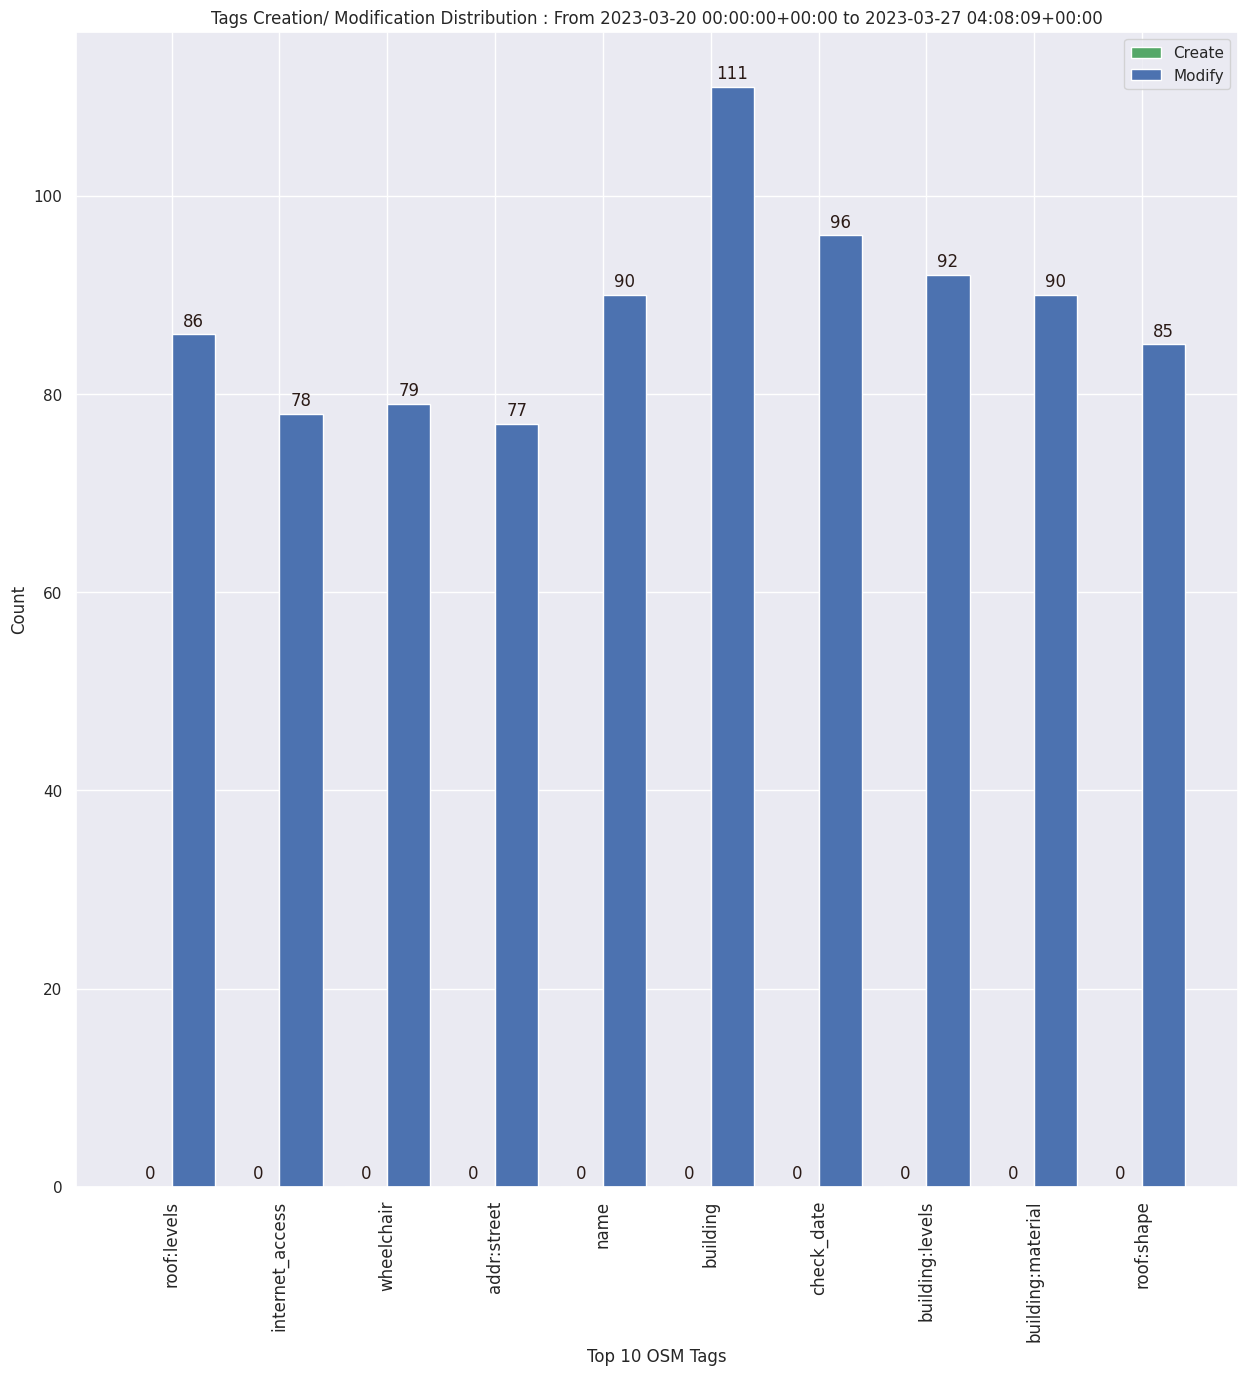 Tags Creation/ Modification Distribution : From 2023-03-20 00:00:00+00:00 to 2023-03-27 04:08:09+00:00
Create
Modify
Count
100
80
60
40
20
0
0
86
0
78
0
79
0
77
0
90
0
111
0
96
0
92
0
90
0
85
roof:levels
internet_access
wheelchair
addr:street
name
building
check_date
building:levels
building:material
roof:shape
Top 10 OSM Tags